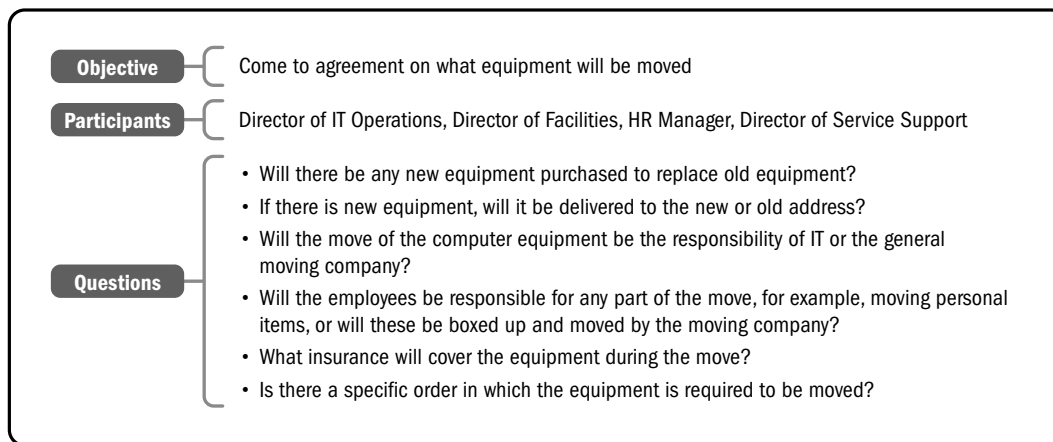 Objective
Come to agreement on what equipment will be moved
Participants
Director of IT Operations, Director of Facilities, HR Manager, Director of Service Support
Questions
• Will there be any new equipment purchased to replace old equipment?
• If there is new equipment, will it be delivered to the new or old address?
• Will the move of the computer equipment be the responsibility of IT or the general
moving company?
• Will the employees be responsible for any part of the move, for example, moving personal
items, or will these be boxed up and moved by the moving company?
• What insurance will cover the equipment during the move?
• Is there a specific order in which the equipment is required to be moved?